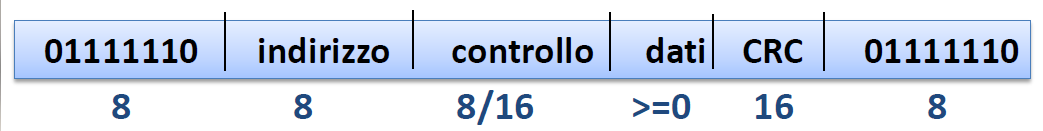 01111110 indirizzo controllo dati CRC 01111110
8 8 8/16 >=0 16 8